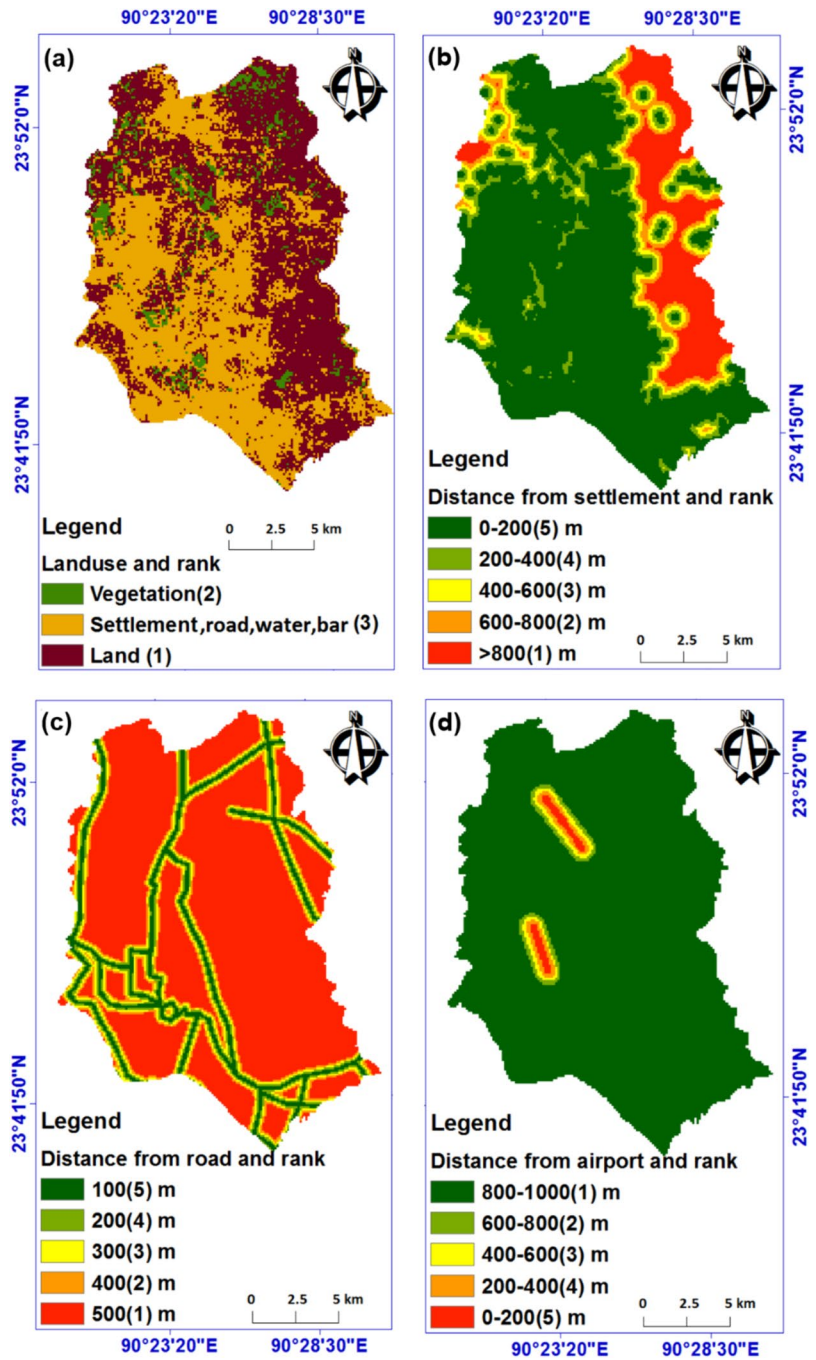 90°23'20"E 90°28'30"E 90°23'20"E 90°28'30"E
(a)
N
(b)
N
23°52'0"N
23°52'0"N
23°41'50"N
23°41'50"N
Legend
0 2.5 5 km
Landuse and rank
Vegetation(2)
Settlement,road,water,bar (3)
Land (1)
Legend
Distance from settlement and rank
0-200(5) m
200-400(4) m
400-600(3) m
600-800(2) m
>800(1) m
0 2.5 5 km
(c)
N
(d)
N
23°52'0"N
23°52'0"N
23°41'50"N
23°41'50"N
Legend
Distance from road and rank
100(5) m
200(4) m
300(3) m
400(2) m
500(1) m
0 2.5 5 km
Legend
Distance from airport and rank
800-1000(1) m
600-800(2) m
400-600(3) m
200-400(4) m
0-200(5) m
0 2.5 5 km
90°23'20"E 90°28'30"E 90°23'20"E 90°28'30"E